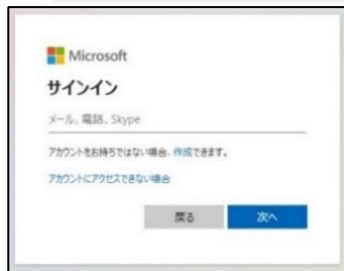 Microsoft
サインイン
メール、電話、Skype
アカウントをお持ちではない場合、作成できます。
アカウントにアクセスできない場合
戻る
次へ